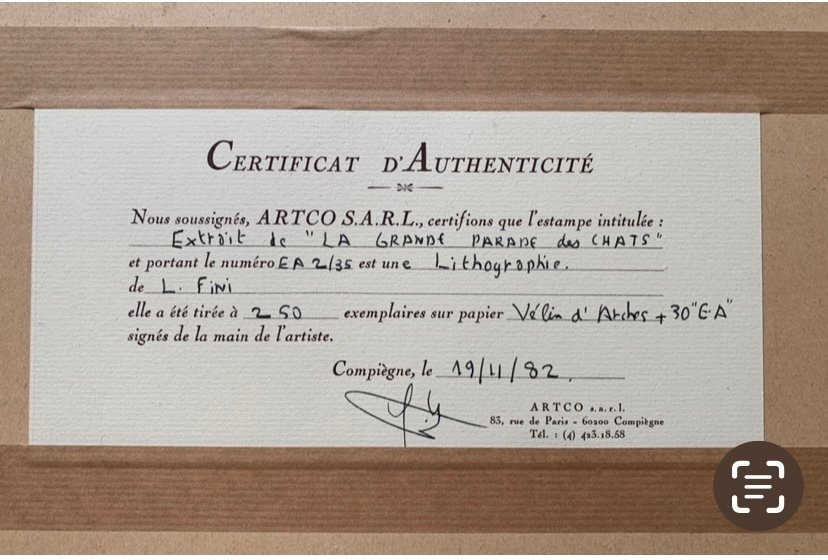 CERTIFICAT D'AUTHENTICITÉ
Nous soussignés, ARTCO S.A.R.L., certifions que l'estampe intitulée :
Extrait de "LA GRANDE PARADE des CHATS"
et portant le numéro EA 2/35 est une Lithographie.
de L. FiNi
elle a été tirée à 250 exemplaires sur papier Vélin d'Arches + 30 "E.A"
signés de la main de l'artiste.
Compiègne, le 19/11/82.
ARTCO s.a.r.l.
83, rue de Paris - 60200 Compiègne
Tél. : (4) 423.18.58